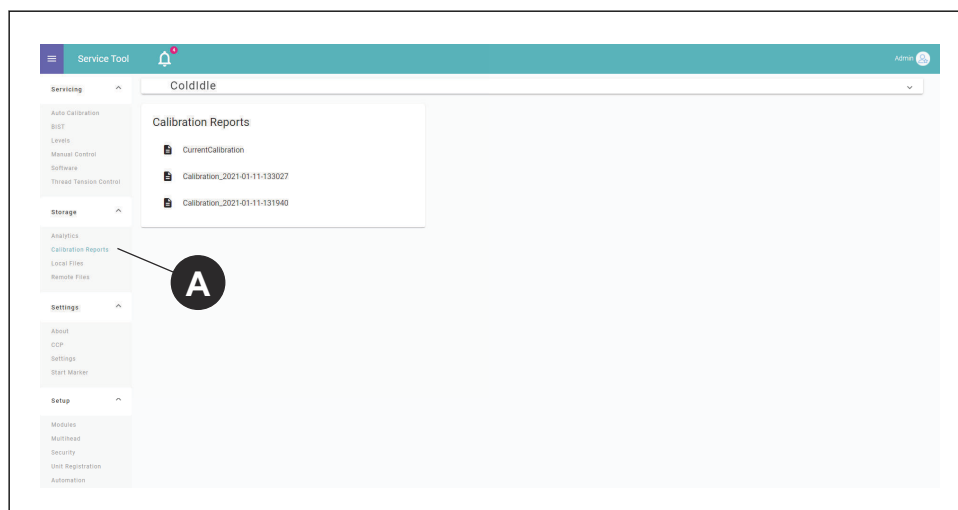 Service Tool
4
Admin
Servicing
Auto Calibration
BIST
Levels
Manual Control
Software
Thread Tension Control
Storage
Analytics
Calibration Reports
Local Files
Remote Files
Settings
About
CCP
Settings
Start Marker
Setup
Modules
Multihead
Security
Unit Registration
Automation
ColdIdle
Calibration Reports
CurrentCalibration
Calibration_2021-01-11-133027
Calibration_2021-01-11-131940
A